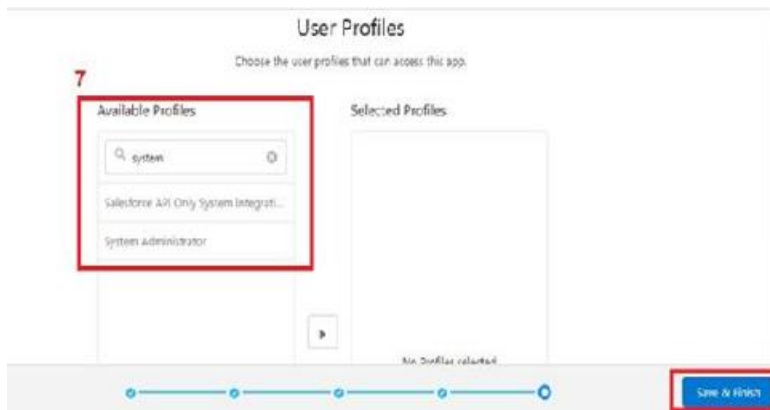 User Profiles
Choose the user profiles that can access this app.
7
Available Profiles
Selected Profiles
system
Salesforce API Only System Integrati...
System Administrator
No Profiles selected
Save & Finish